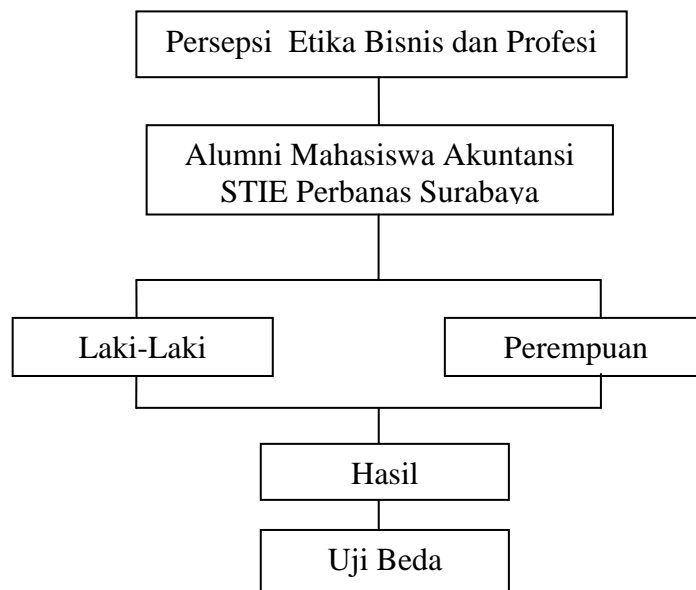 Persepsi Etika Bisnis dan Profesi
Alumni Mahasiswa Akuntansi
STIE Perbanas Surabaya
Laki-Laki
Perempuan
Hasil
Uji Beda